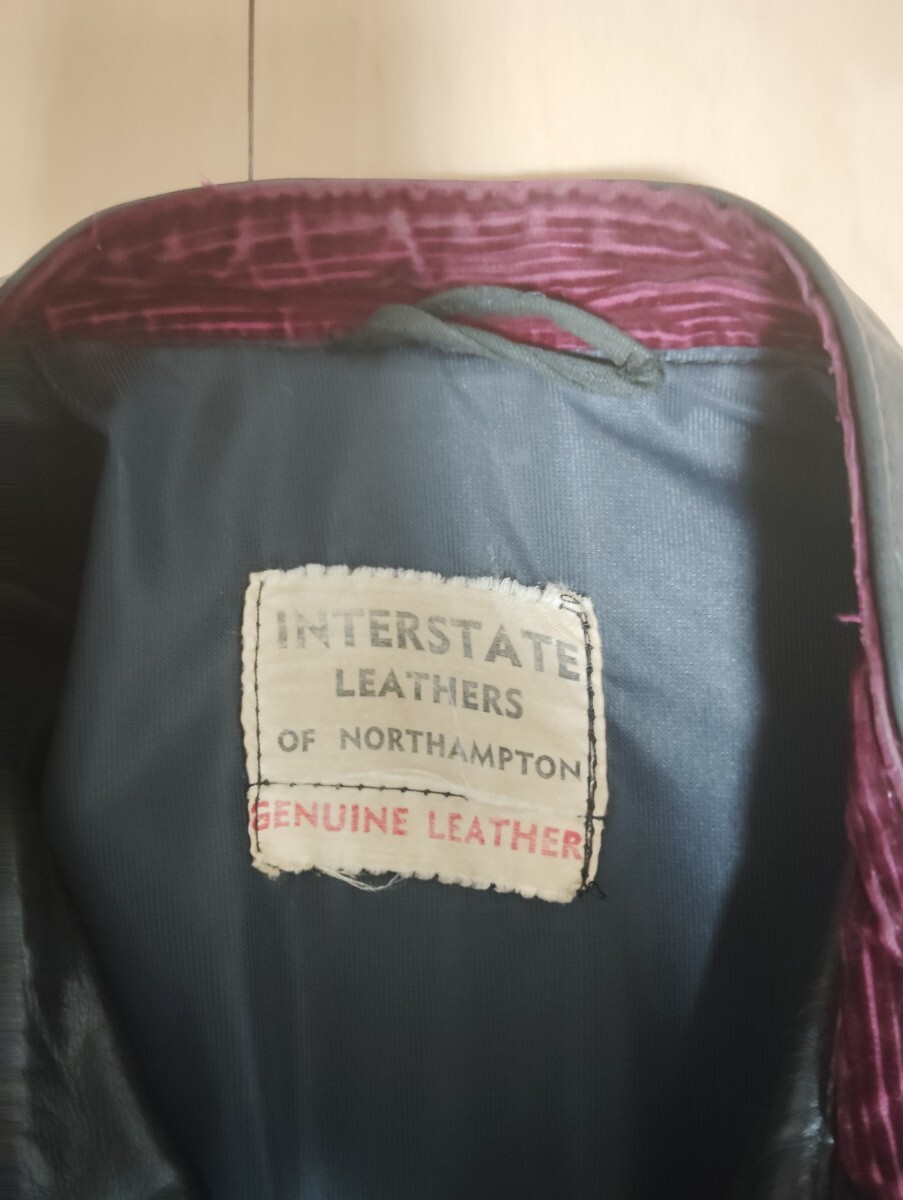 INTERSTATE
LEATHERS
OF NORTHAMPTON
GENUINE LEATHER